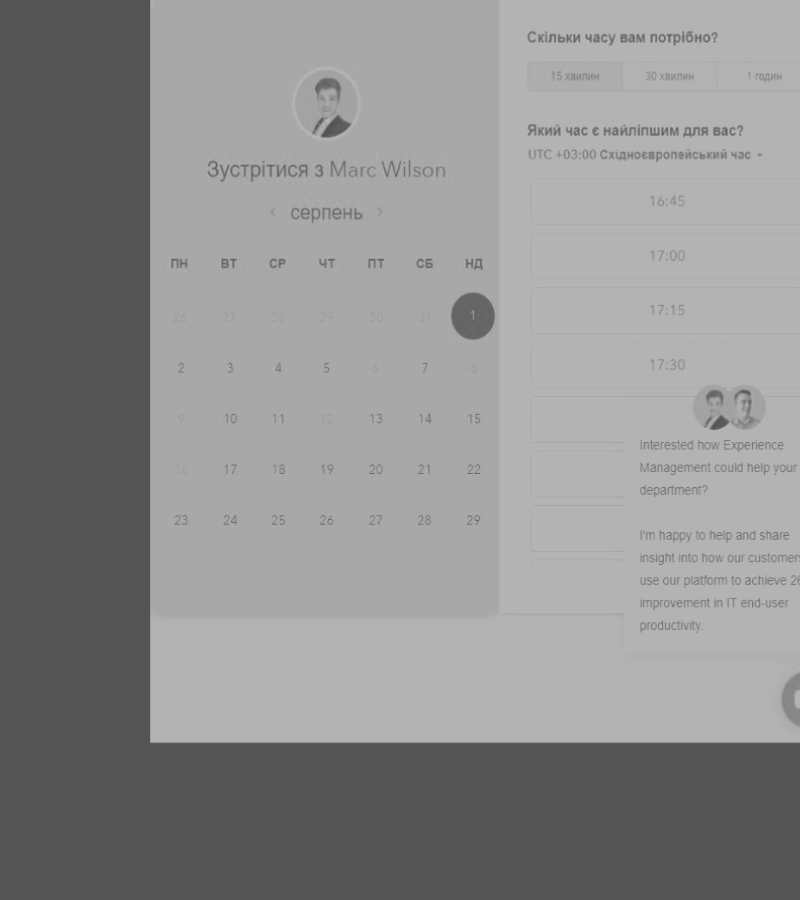 Зустрітися з Marc Wilson
‹ серпень ›
ПН ВТ СР ЧТ ПТ СБ НД
26 27 28 29 30 31 1
2 3 4 5 6 7 8
9 10 11 12 13 14 15
16 17 18 19 20 21 22
23 24 25 26 27 28 29
Скільки часу вам потрібно?
15 хвилин 30 хвилин 1 годин
Який час є найліпшим для вас?
UTC +03:00 Східноєвропейський час
16:45
17:00
17:15
17:30
Interested how Experience
Management could help your
department?
I'm happy to help and share
insight into how our customers
use our platform to achieve 26
improvement in IT end-user
productivity.